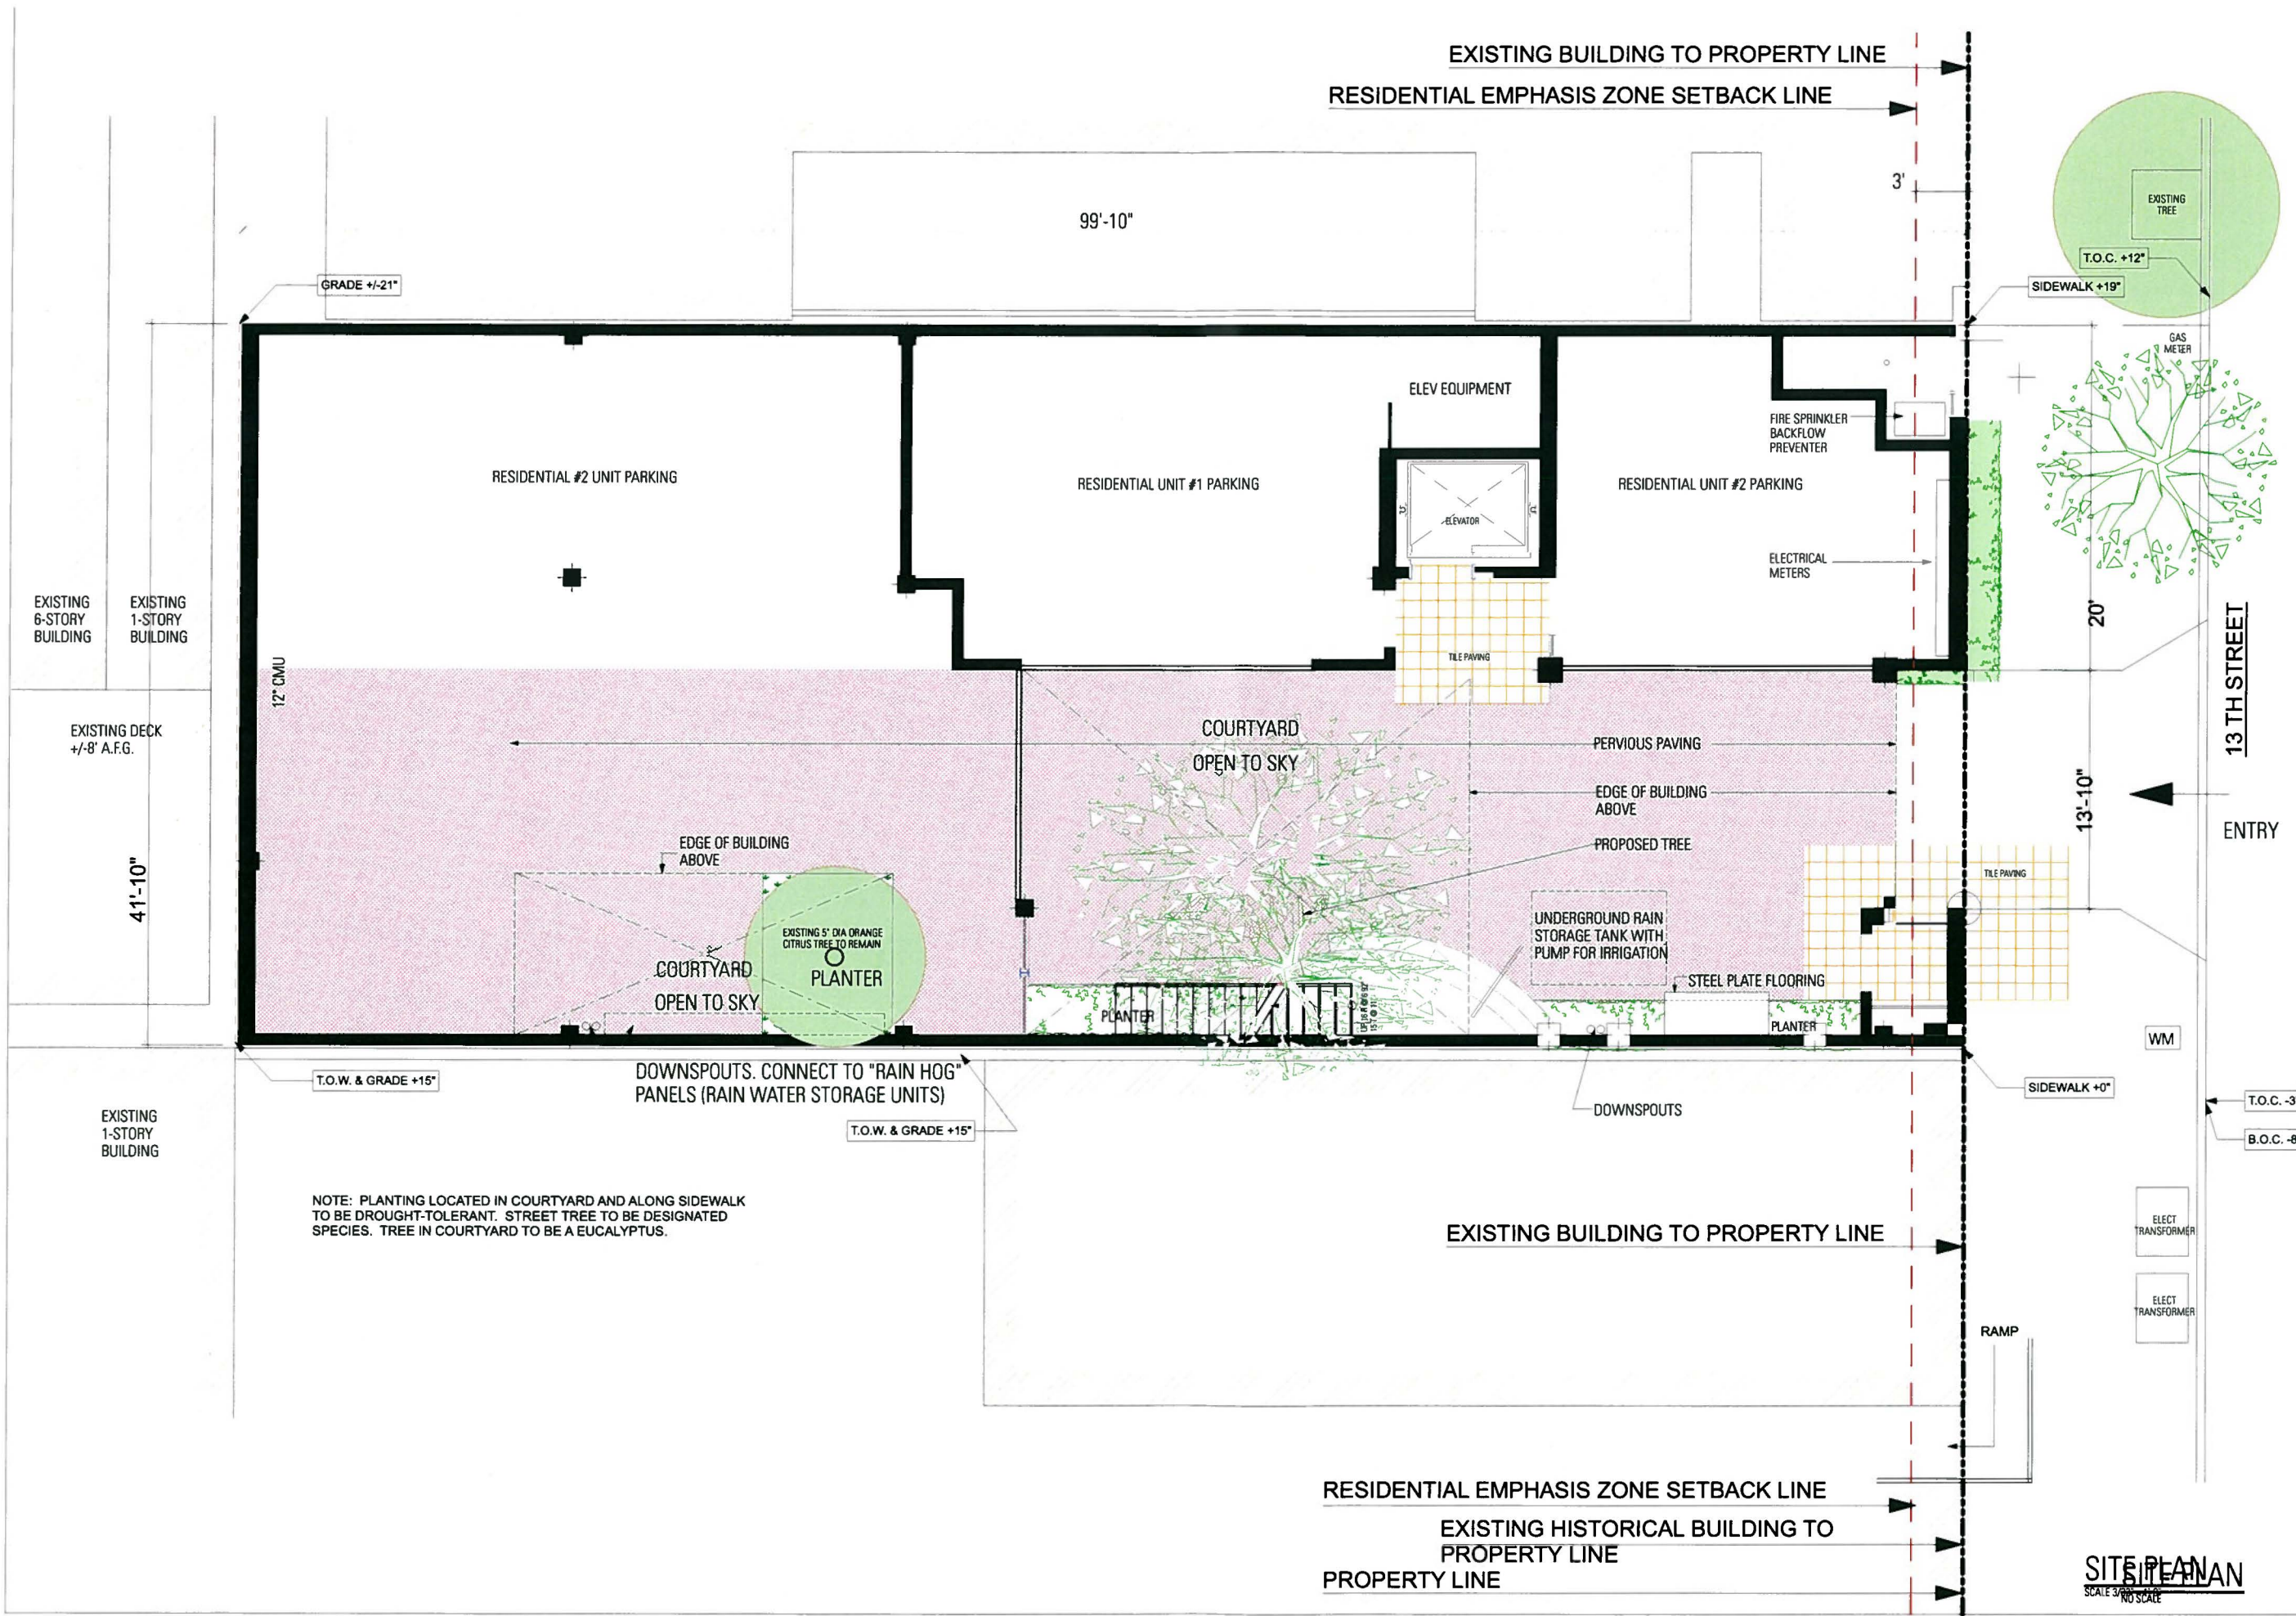 EXISTING BUILDING TO PROPERTY LINE
RESIDENTIAL EMPHASIS ZONE SETBACK LINE
3'
EXISTING
TREE
99'-10"
T.O.C. +12"
GRADE +/-21"
SIDEWALK +19"
GAS
METER
ELEV EQUIPMENT
FIRE SPRINKLER
BACKFLOW
PREVENTER
RESIDENTIAL #2 UNIT PARKING
RESIDENTIAL UNIT #1 PARKING
RESIDENTIAL UNIT #2 PARKING
ELEVATOR
ELECTRICAL
METERS
EXISTING
6-STORY
BUILDING
EXISTING
1-STORY
BUILDING
20'
13 TH STREET
12" CMU
TILE PAVING
EXISTING DECK
+/-8' A.F.G.
COURTYARD
OPEN TO SKY
PERVIOUS PAVING
EDGE OF BUILDING
ABOVE
13'-10"
ENTRY
EDGE OF BUILDING
ABOVE
PROPOSED TREE
41'-10"
TILE PAVING
EXISTING 5" DIA ORANGE
CITRUS TREE TO REMAIN
PLANTER
COURTYARD
OPEN TO SKY
UNDERGROUND RAIN
STORAGE TANK WITH
PUMP FOR IRRIGATION
STEEL PLATE FLOORING
PLANTER
PLANTER
WM
DOWNSPOUTS. CONNECT TO "RAIN HOG"
PANELS (RAIN WATER STORAGE UNITS)
T.O.W. & GRADE +15"
SIDEWALK +0"
DOWNSPOUTS
T.O.C. -3
B.O.C. -8
EXISTING
1-STORY
BUILDING
T.O.W. & GRADE +15"
NOTE: PLANTING LOCATED IN COURTYARD AND ALONG SIDEWALK
TO BE DROUGHT-TOLERANT. STREET TREE TO BE DESIGNATED
SPECIES. TREE IN COURTYARD TO BE A EUCALYPTUS.
EXISTING BUILDING TO PROPERTY LINE
ELECT
TRANSFORMER
ELECT
TRANSFORMER
RAMP
RESIDENTIAL EMPHASIS ZONE SETBACK LINE
EXISTING HISTORICAL BUILDING TO
PROPERTY LINE
PROPERTY LINE
SITE PLAN
SITE PLAN
NO SCALE